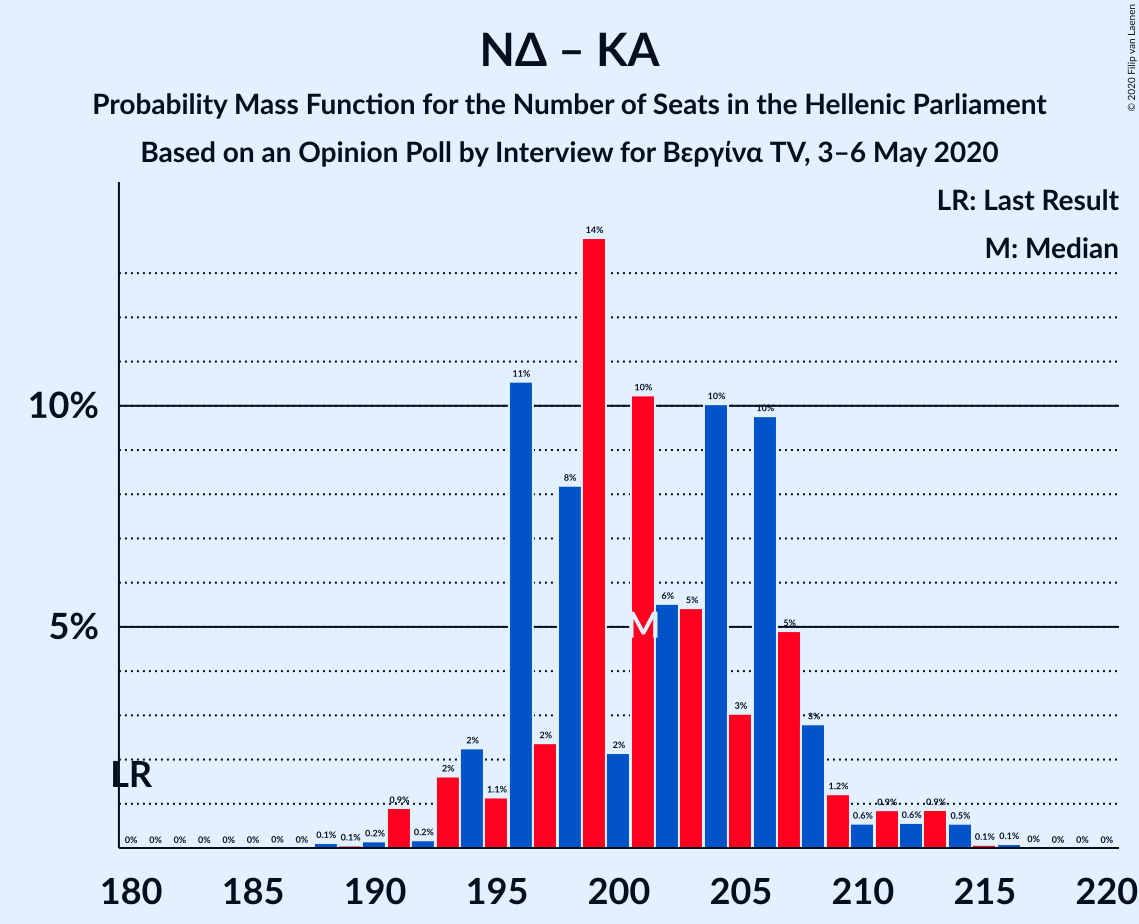 ΝΔ – ΚΑ
Probability Mass Function for the Number of Seats in the Hellenic Parliament
Based on an Opinion Poll by Interview for Βεργίνα TV, 3–6 May 2020
© 2020 Filip van Laenen
LR: Last Result
M: Median
10%
5%
LR
M
0% 0% 0% 0% 0% 0% 0% 0% 0.1% 0.1% 0.2% 0.9% 0.2% 2% 2% 1.1% 11% 2% 8% 14% 2% 10% 6% 5% 10% 3% 10% 5% 3% 1.2% 0.6% 0.9% 0.6% 0.9% 0.5% 0.1% 0.1% 0% 0% 0% 0%
180 185 190 195 200 205 210 215 220